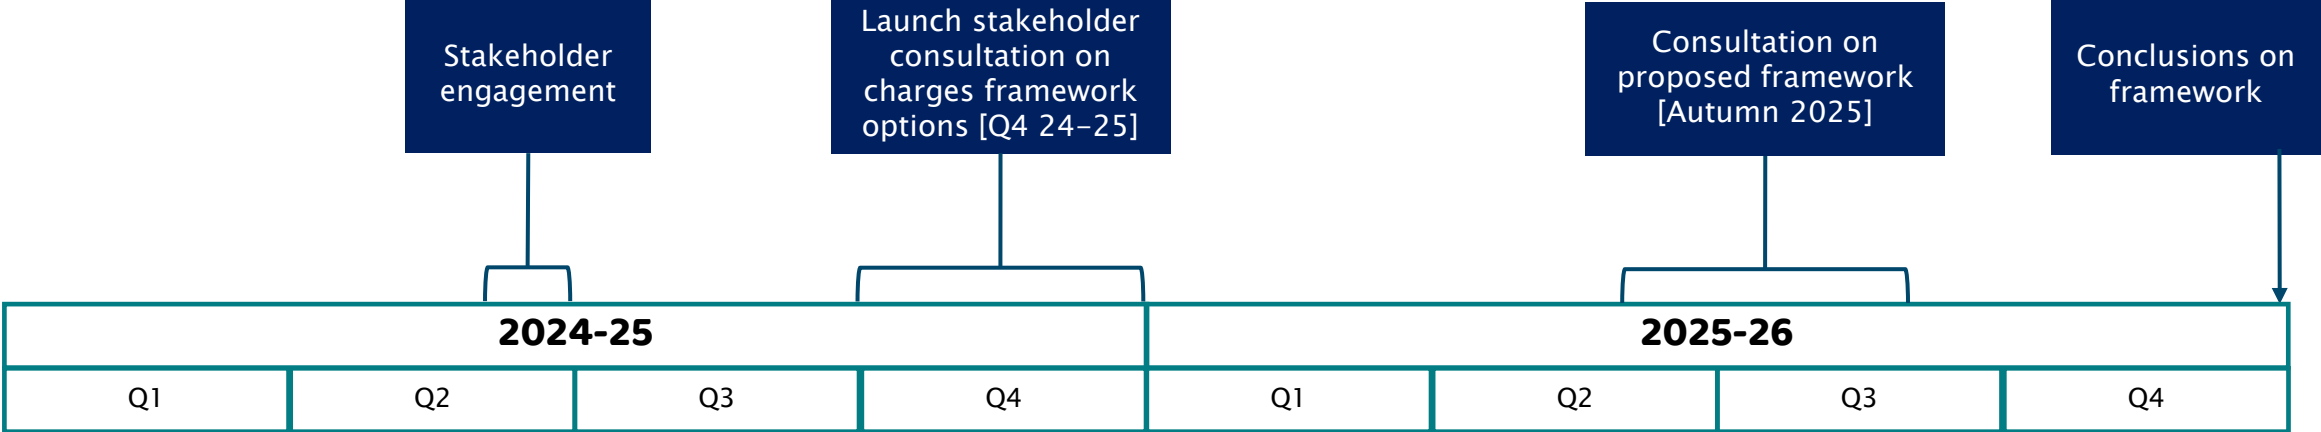 Stakeholder
engagement
Launch stakeholder
consultation on
charges framework
options [Q4 24-25]
Consultation on
proposed framework
[Autumn 2025]
Conclusions on
framework
2024-25
2025-26
Q1
Q2
Q3
Q4
Q1
Q2
Q3
Q4